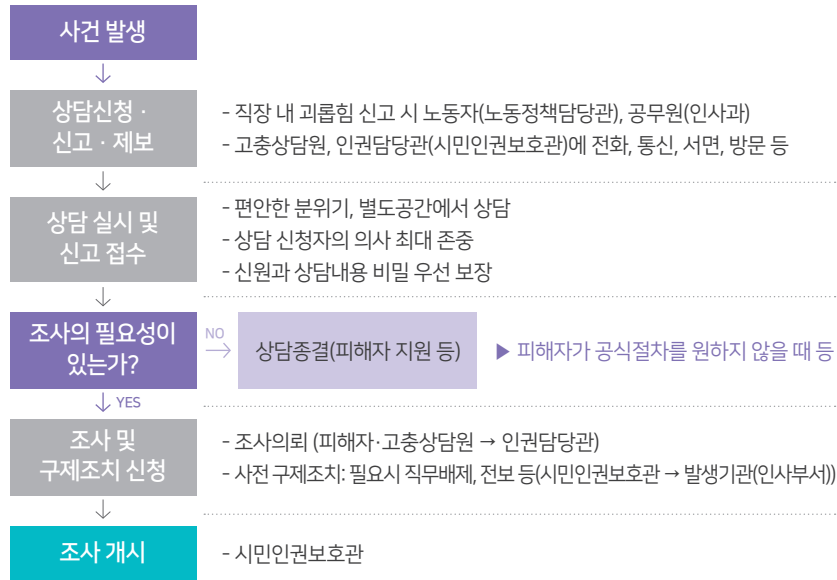 사건 발생
↓
상담신청 ·
신고 · 제보
- 직장 내 괴롭힘 신고 시 노동자(노동정책담당관), 공무원(인사과)
- 고충상담원, 인권담당관(시민인권보호관)에 전화, 통신, 서면, 방문 등
↓
상담 실시 및
신고 접수
- 편안한 분위기, 별도공간에서 상담
- 상담 신청자의 의사 최대 존중
- 신원과 상담내용 비밀 우선 보장
↓
조사의 필요성이
있는가?
NO
→
상담종결(피해자 지원 등)
▶ 피해자가 공식절차를 원하지 않을 때 등
↓ YES
조사 및
구제조치 신청
- 조사의뢰 (피해자·고충상담원 → 인권담당관)
- 사전 구제조치: 필요시 직무배제, 전보 등(시민인권보호관 → 발생기관(인사부서))
↓
조사 개시
- 시민인권보호관